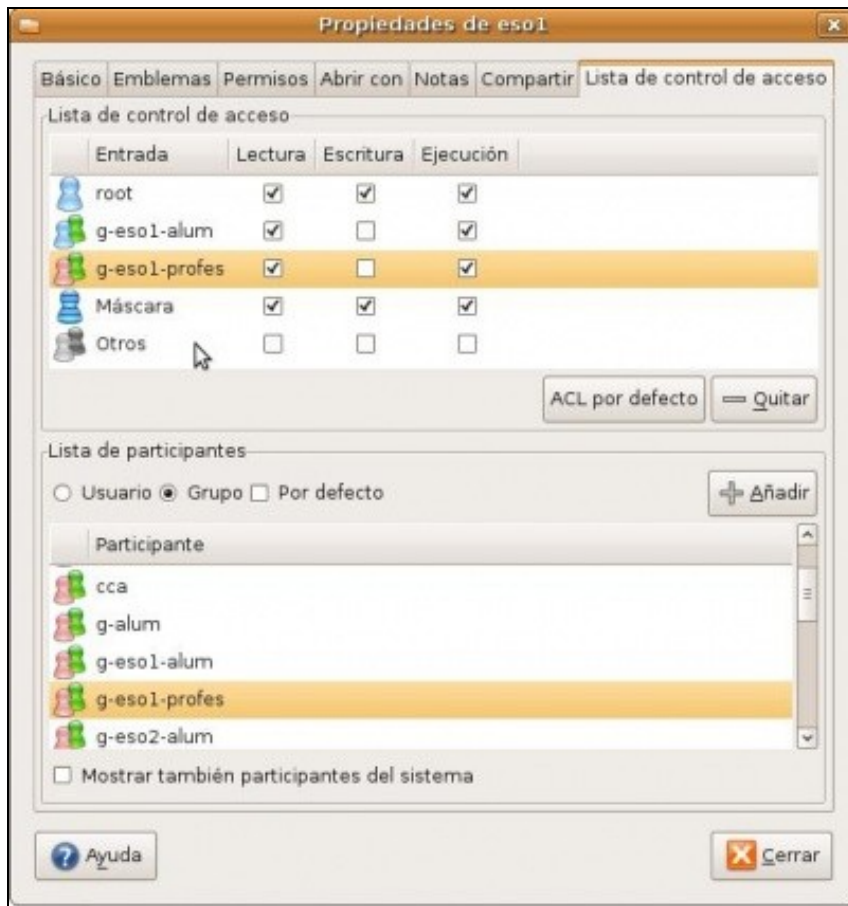 Propiedades de eso1
Básico Emblemas Permisos Abrir con Notas Compartir Lista de control de acceso
Lista de control de acceso
Entrada Lectura Escritura Ejecución
root
g-eso1-alum
g-eso1-profes
Máscara
Otros
ACL por defecto Quitar
Lista de participantes
Usuario Grupo Por defecto Añadir
Participante
cca
g-alum
g-eso1-alum
g-eso1-profes
g-eso2-alum
Mostrar también participantes del sistema
Ayuda Cerrar